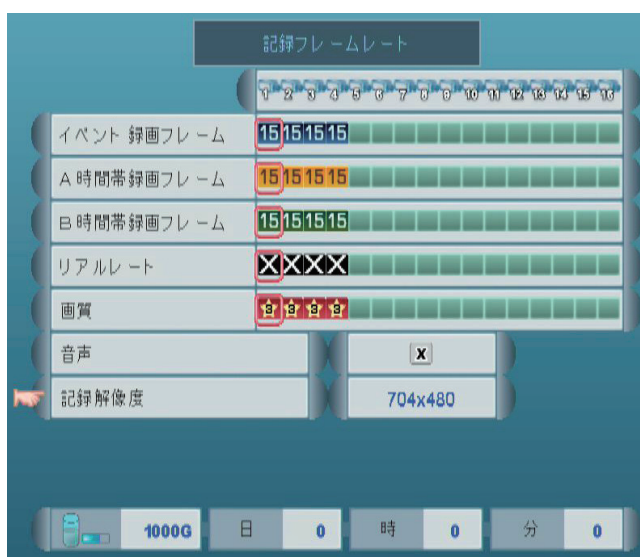 記録フレームレート
1 2 3 4 5 6 7 8 9 10 11 12 13 14 15 16
イベント 録画フレーム 15 15 15 15
A 時間帯録画フレーム 15 15 15 15
B 時間帯録画フレーム 15 15 15 15
リアルレート X X X X
画質 3 3 3 3
音声 X
記録解像度 704x480
1000G 日 0 時 0 分 0